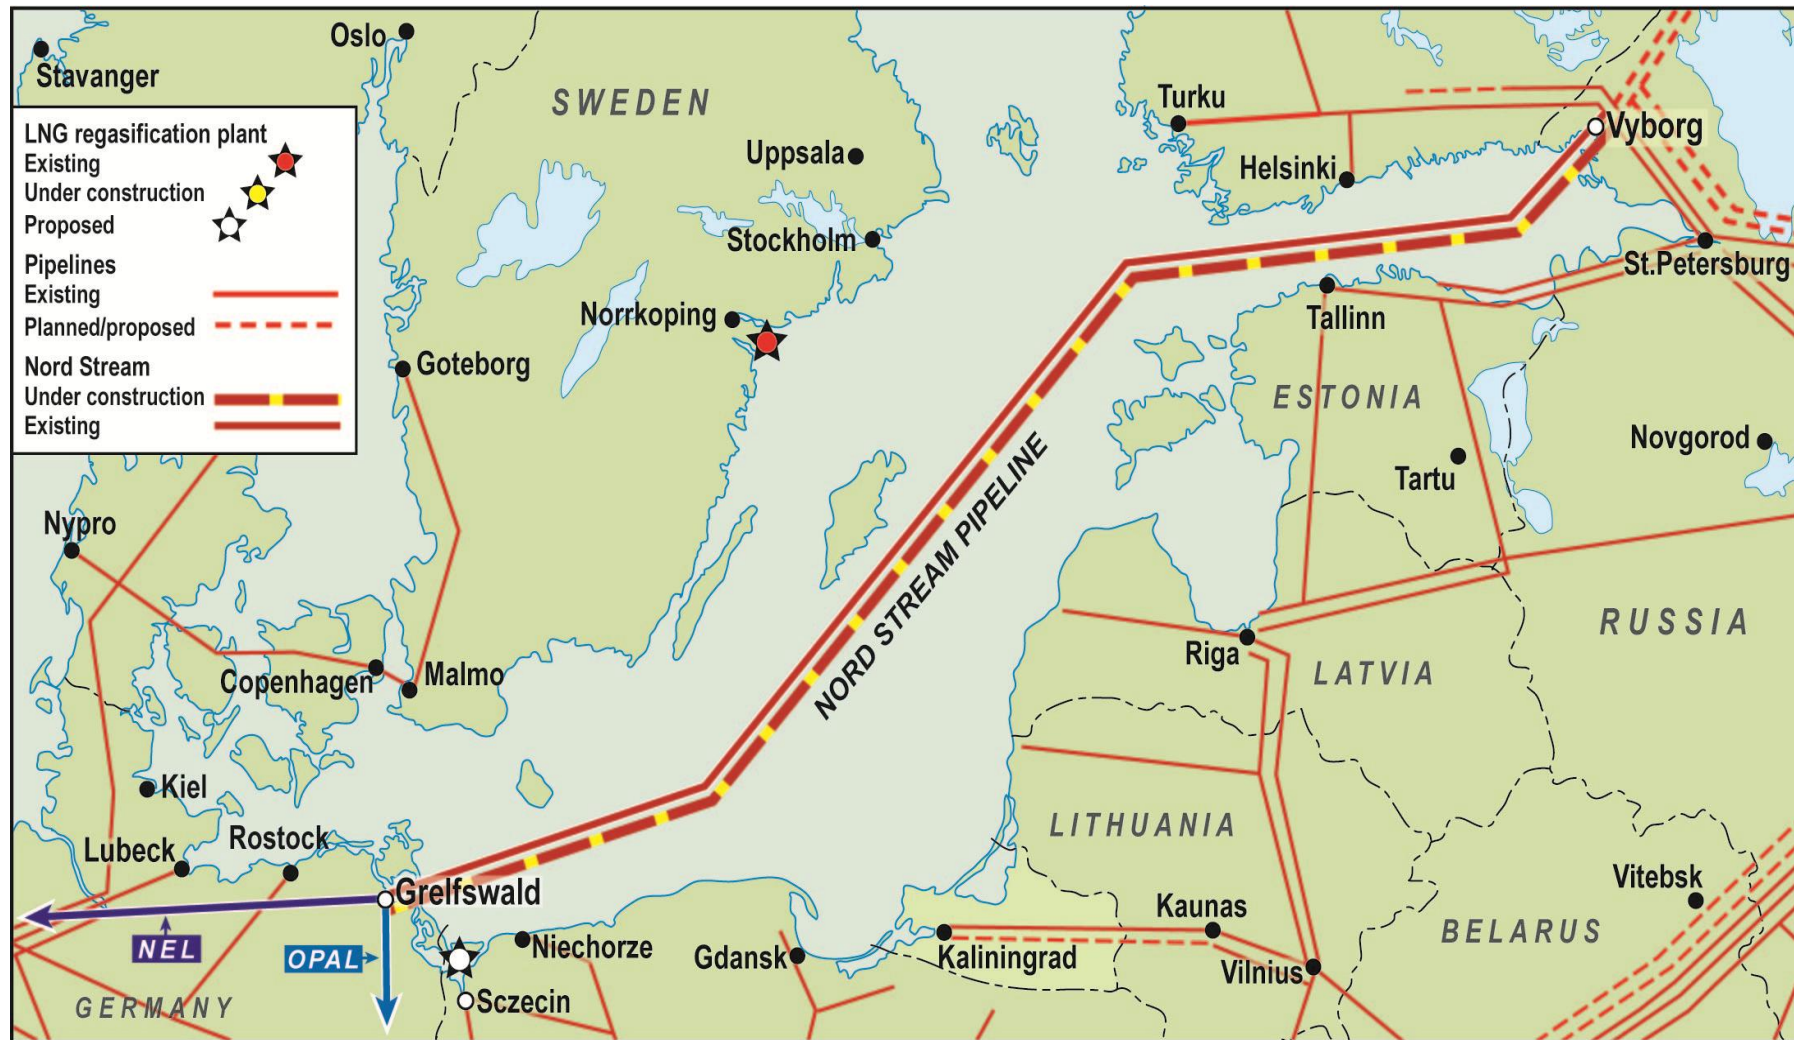 Oslo
Stavanger
SWEDEN
LNG regasification plant
Existing
Under construction
Proposed
Pipelines
Existing
Planned/proposed
Nord Stream
Under construction
Existing
Uppsala
Stockholm
Norrkoping
Goteborg
Turku
Helsinki
Vyborg
St.Petersburg
Tallinn
ESTONIA
Tartu
Novgorod
NORD STREAM PIPELINE
Nypro
Copenhagen
Malmo
Riga
LATVIA
RUSSIA
Kiel
Lubeck
Rostock
Grelfswald
NEL
OPAL
GERMANY
Niechorze
Sczecin
Gdansk
Kaliningrad
LITHUANIA
Kaunas
Vilnius
BELARUS
Vitebsk